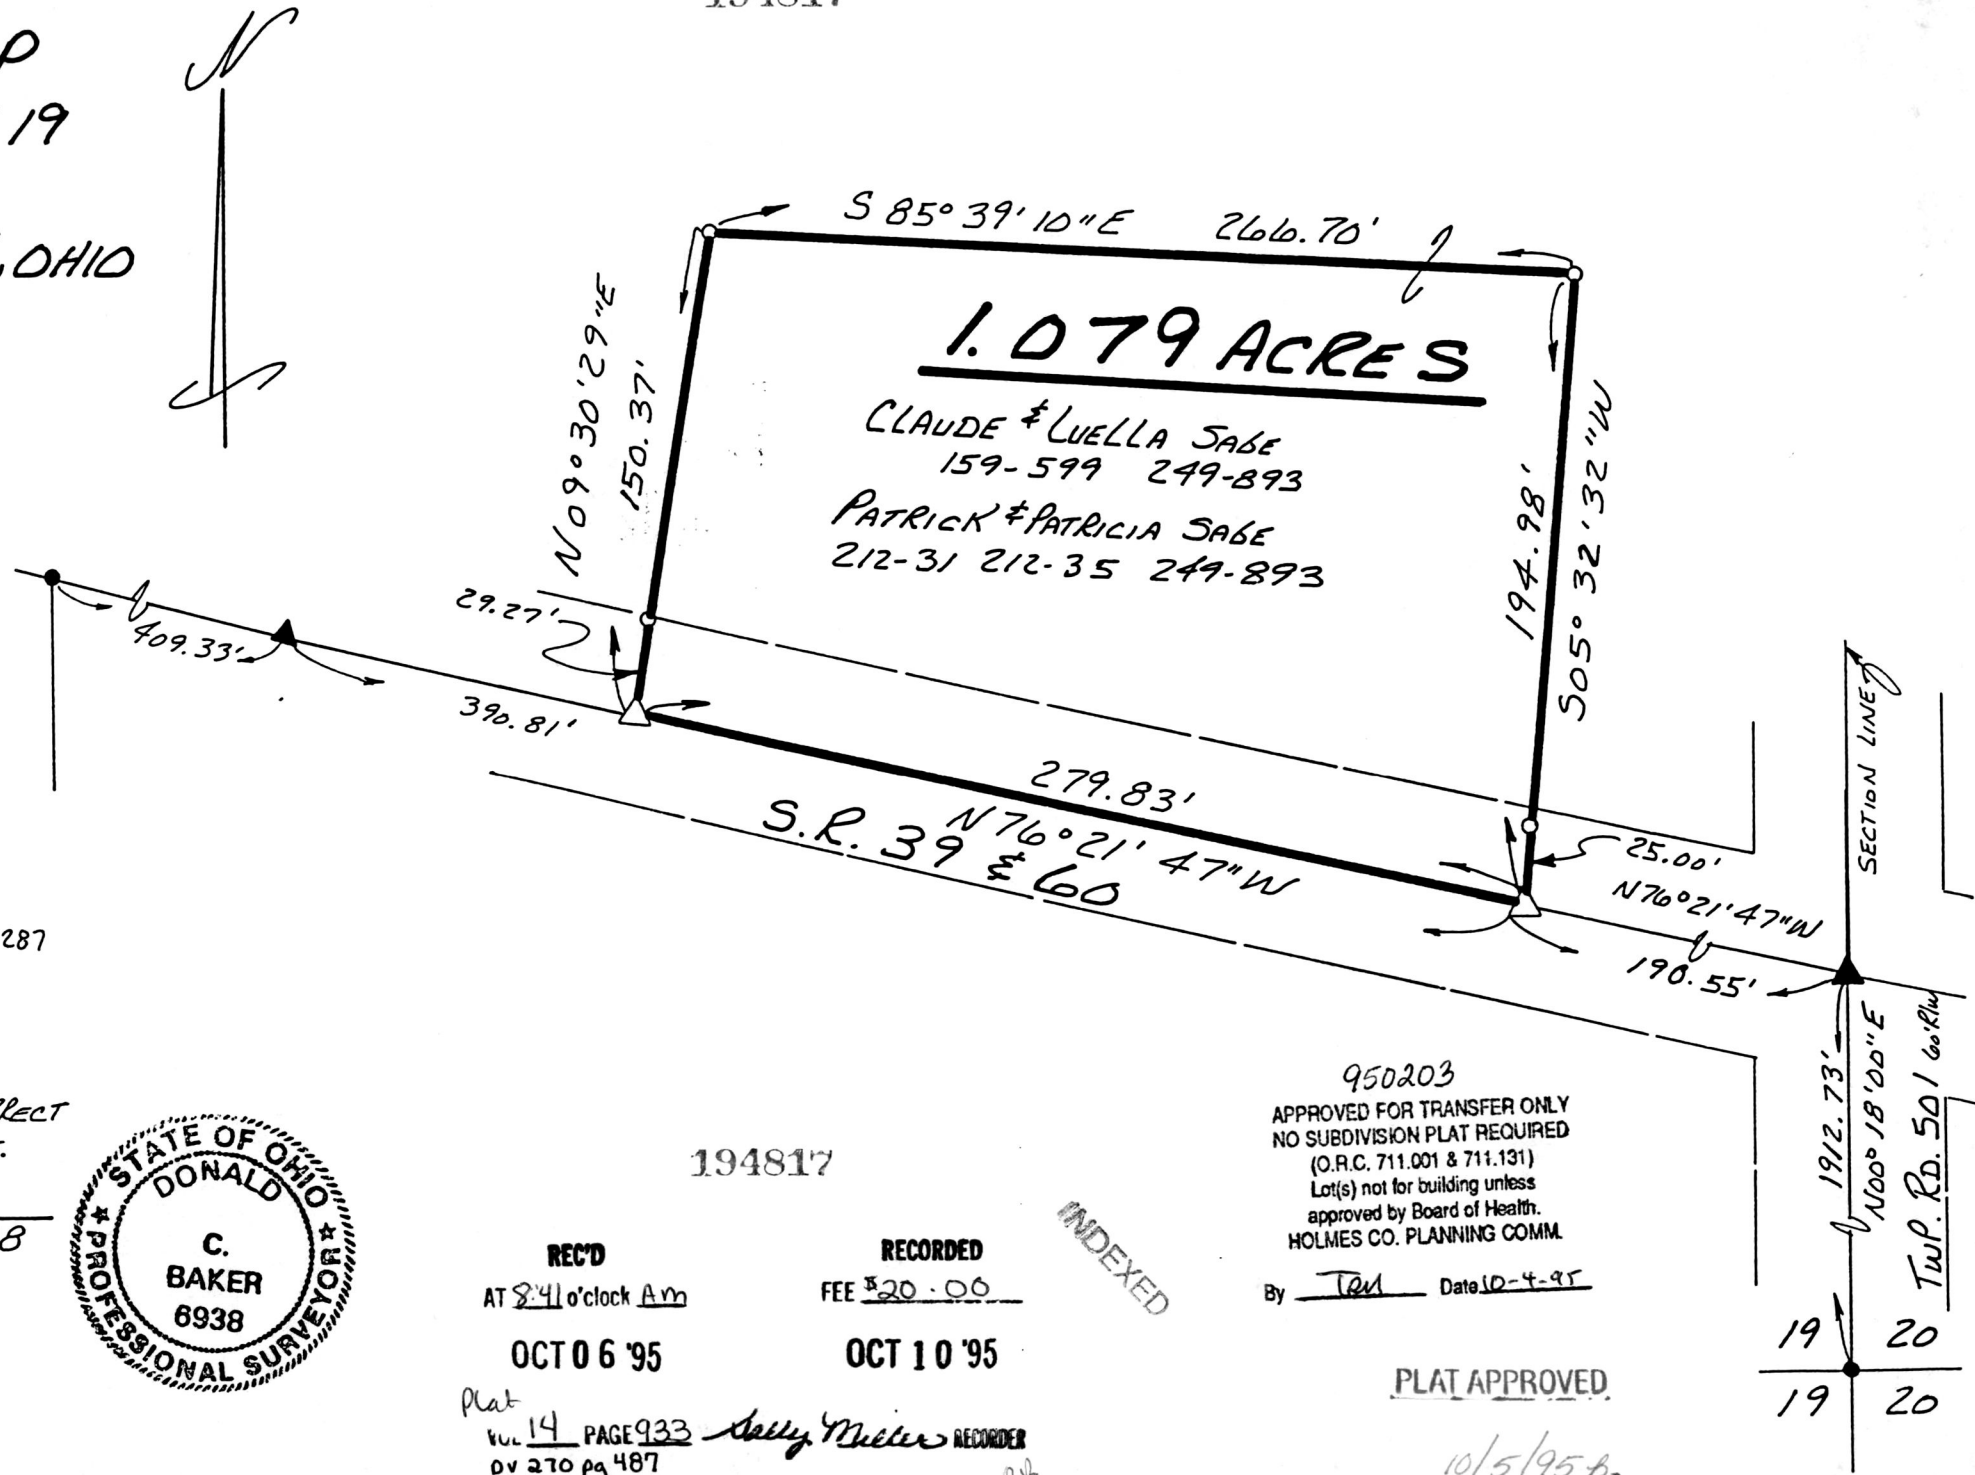 194817
P
19
N
, OHIO
S 85° 39' 10" E 266.70'
N 09° 30' 29" E
150.37'
1.079 ACRES
CLAUDE & LUELLA SAGE
159-599 249-893
PATRICK & PATRICIA SAGE
212-31 212-35 249-893
194.98'
S 05° 32' 32" W
29.27'
409.33'
390.81'
279.83'
N 76° 21' 47" W
S.R. 39 & 60
25.00'
N 76° 21' 47" W
190.55'
SECTION LINE
287
1912.73'
N 00° 18' 00" E
TWP. RD. 501 60' R/W
RECT
8
STATE OF OHIO
DONALD
C.
BAKER
6938
PROFESSIONAL SURVEYOR
194817
REC'D
AT 8:41 o'clock Am
OCT 06 '95
RECORDED
FEE $20.00
OCT 10 '95
Plat
VOL 14 PAGE 933 Sally Miller RECORDER
DV 270 pg 487
INDEXED
950203
APPROVED FOR TRANSFER ONLY
NO SUBDIVISION PLAT REQUIRED
(O.R.C. 711.001 & 711.131)
Lot(s) not for building unless
approved by Board of Health.
HOLMES CO. PLANNING COMM.
By Date 10-4-95
PLAT APPROVED
10/5/95
19 20
19 20